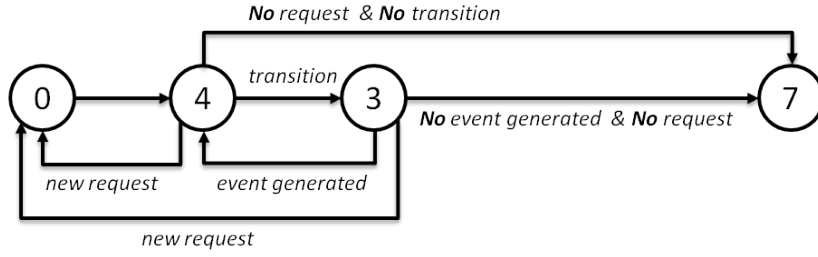 No request & No transition
transition
0
4
3
7
No event generated & No request
new request
event generated
new request